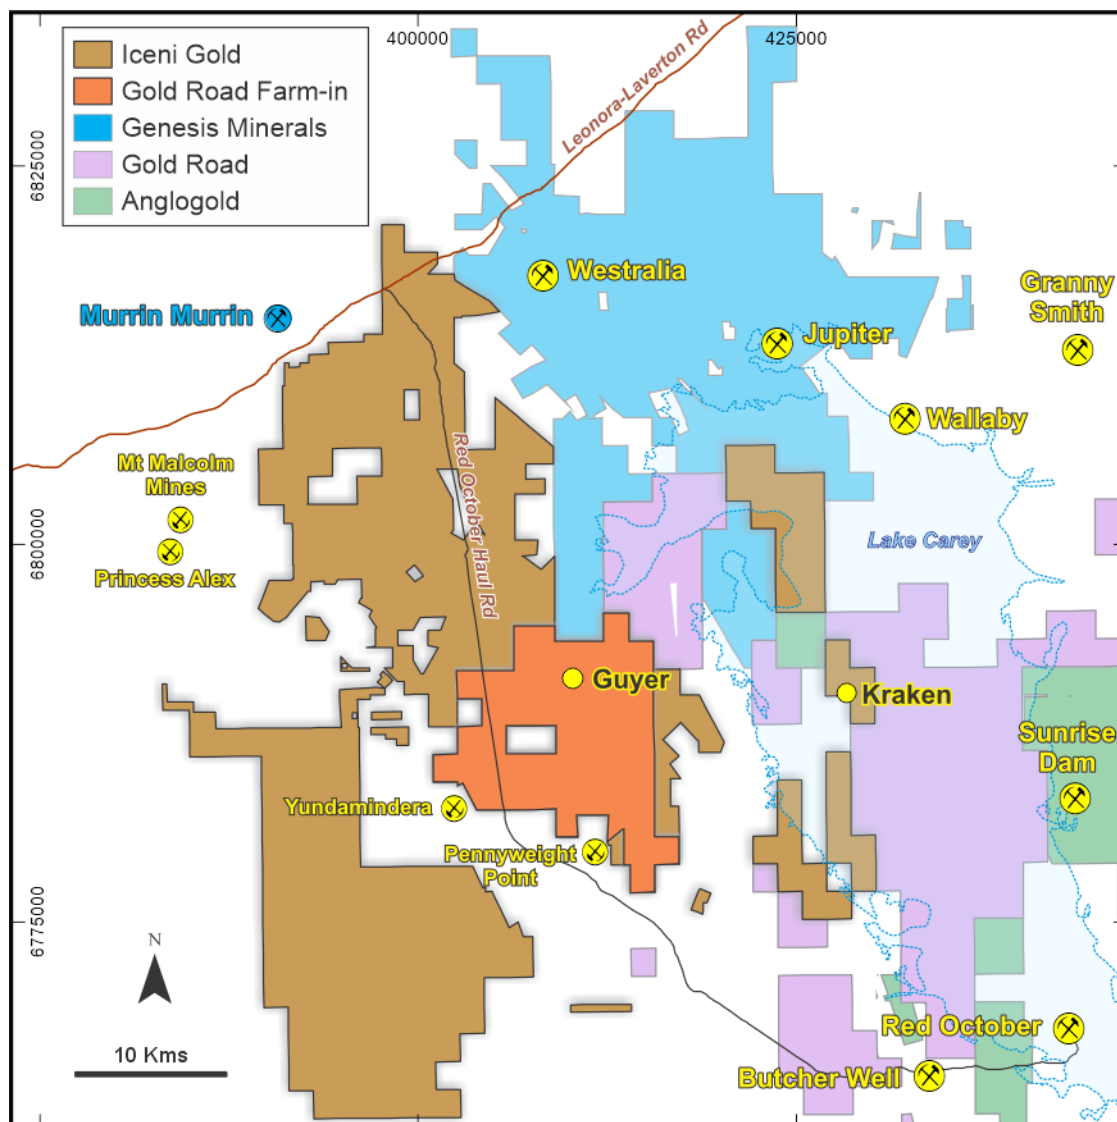 400000
425000
Iceni Gold
Gold Road Farm-in
Genesis Minerals
Gold Road
Anglogold
Leonora-Laverton Rd
6825000
Westralia
Granny
Smith
Murrin Murrin
Jupiter
Wallaby
Mt Malcolm
Mines
Red October Haul Rd
Lake Carey
6800000
Princess Alex
Guyer
Kraken
Sunrise
Dam
Yundamindera
Pennyweight
Point
6775000
N
10 Kms
Red October
Butcher Well